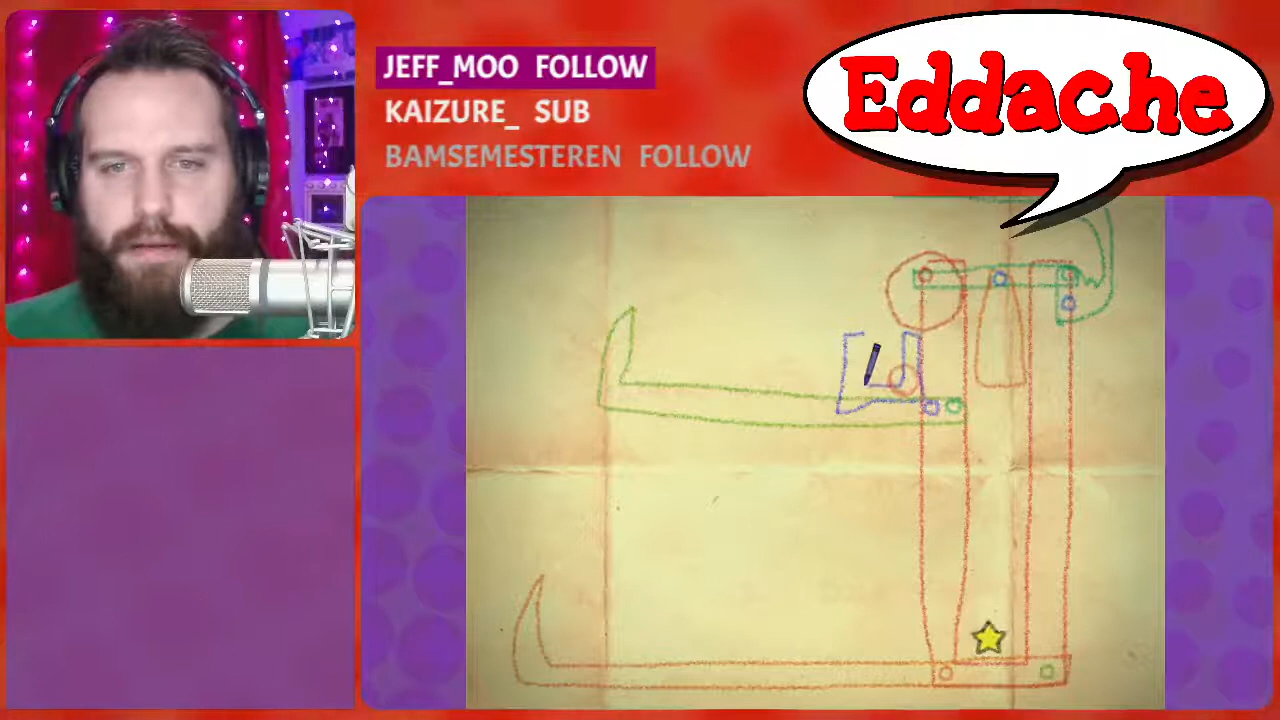 JEFF_MOO FOLLOW
KAIZURE_ SUB
BAMSEMESTEREN FOLLOW
Eddache